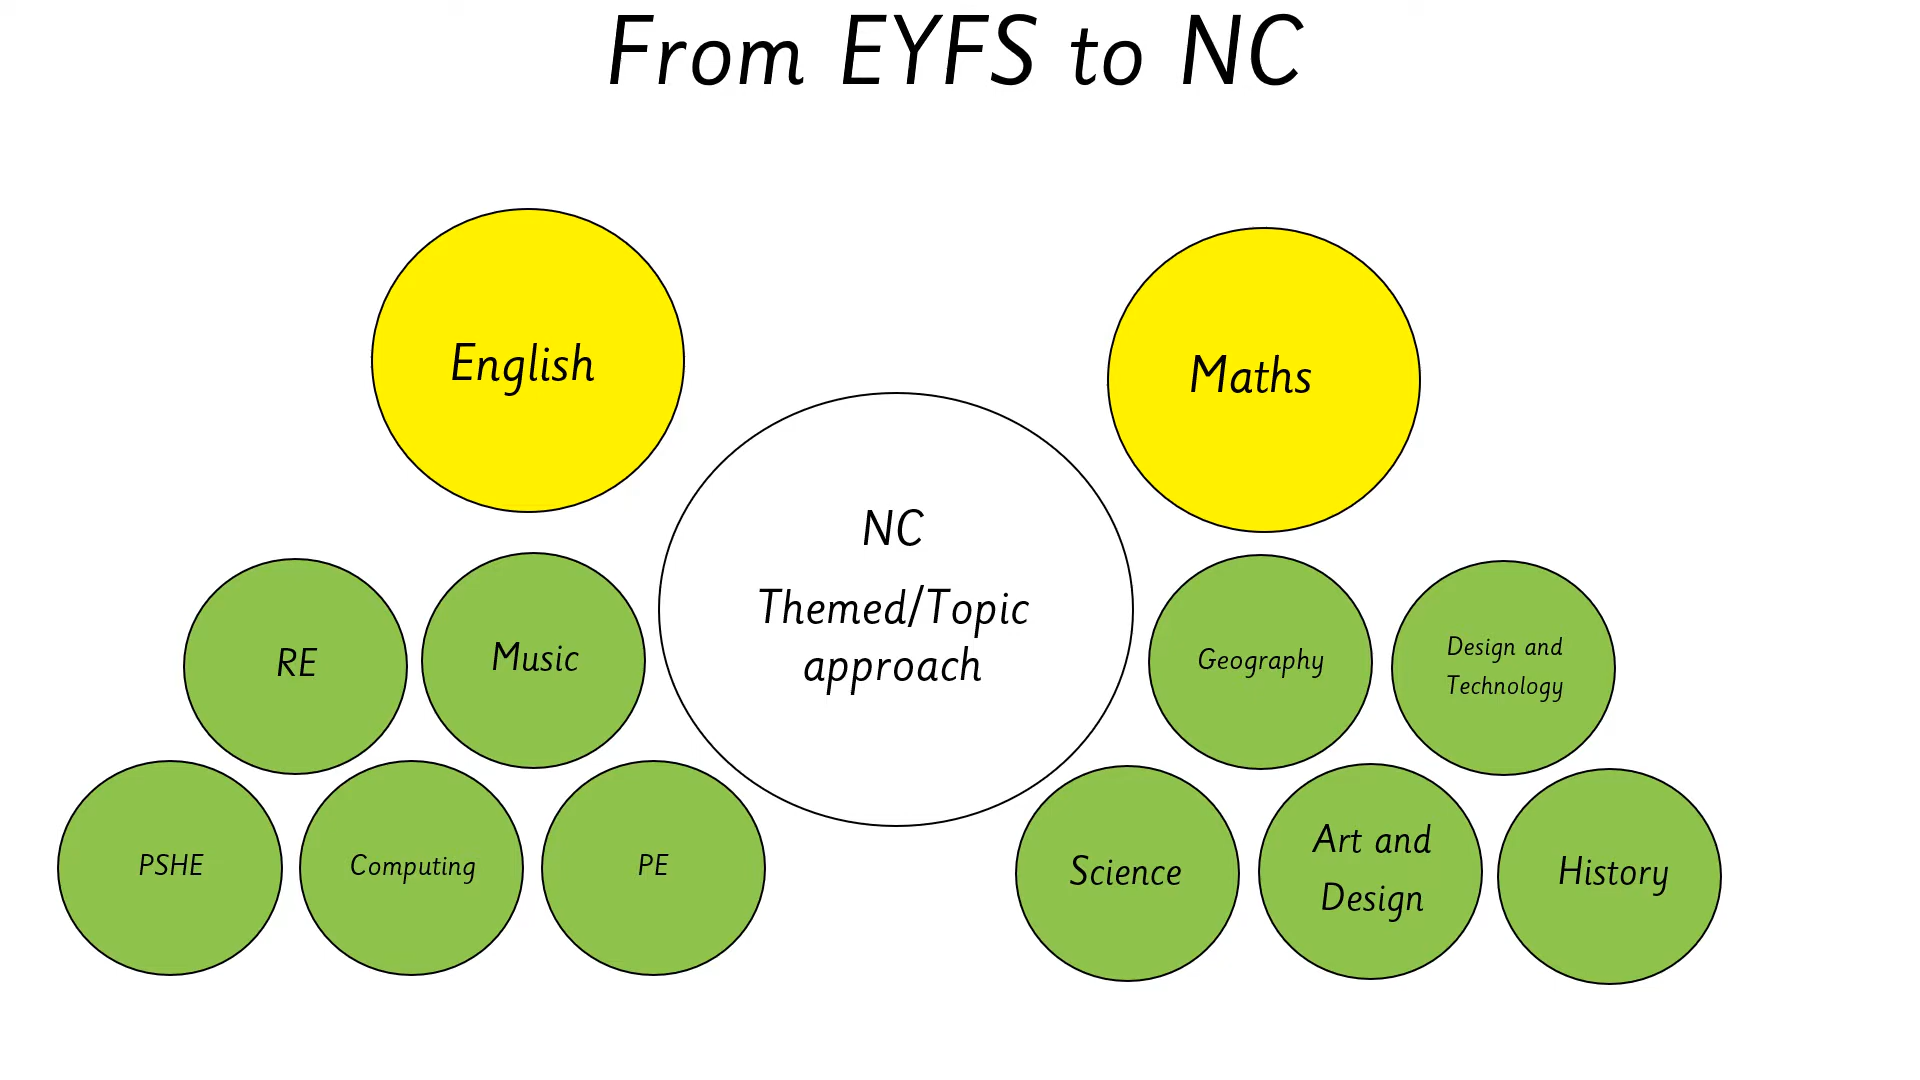 From EYFS to NC
English
Maths
NC
Themed/Topic
approach
RE
Music
Geography
Design and
Technology
PSHE
Computing
PE
Science
Art and
Design
History